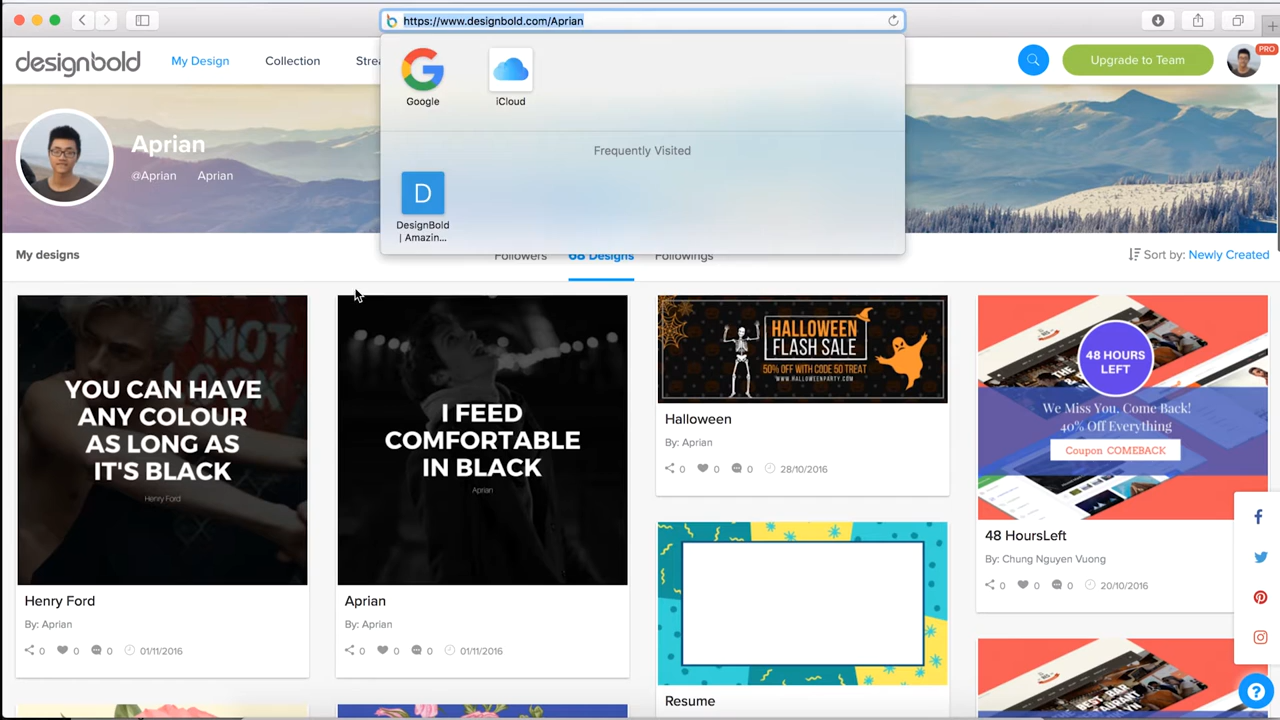 https://www.designbold.com/Aprian
designbold
My Design
Collection
Upgrade to Team
PRO
Google
iCloud
Frequently Visited
D
DesignBold
| Amazin...
Aprian
@Aprian
Aprian
My designs
Followers
68 Designs
Followings
Sort by: Newly Created
NOT
YOU CAN HAVE
ANY COLOUR
AS LONG AS
IT'S BLACK
Henry Ford
Henry Ford
By: Aprian
0 0 0 01/11/2016
I FEED
COMFORTABLE
IN BLACK
Aprian
Aprian
By: Aprian
0 0 0 01/11/2016
HALLOWEEN
FLASH SALE
50% OFF WITH CODE 50 TREAT
WWW.HALLOWEENPARTY.COM
Halloween
By: Aprian
0 0 0 28/10/2016
Resume
48 HOURS
LEFT
We Miss You, Come Back!
40% Off Everything
Coupon COMEBACK
48 HoursLeft
By: Chung Nguyen Vuong
0 0 0 20/10/2016